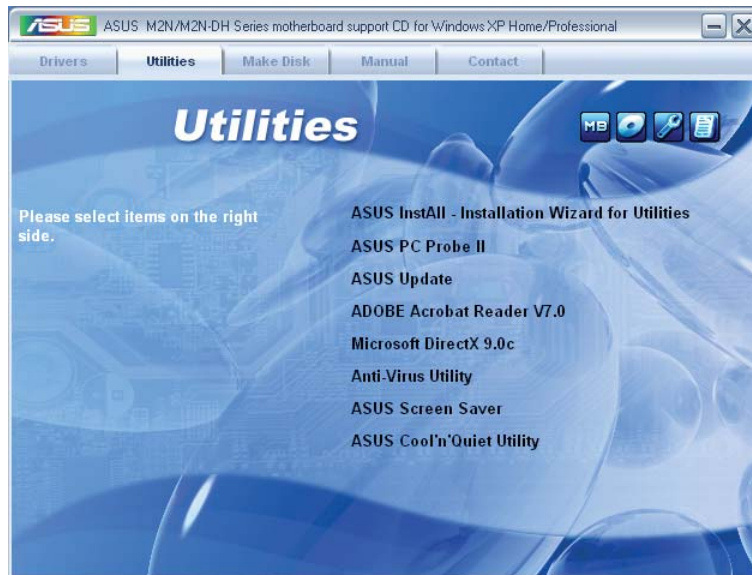 ASUS ASUS M2N/M2N-DH Series motherboard support CD for Windows XP Home/Professional
Drivers Utilities Make Disk Manual Contact
Utilities
MB
Please select items on the right
side.
ASUS InstAll - Installation Wizard for Utilities
ASUS PC Probe II
ASUS Update
ADOBE Acrobat Reader V7.0
Microsoft DirectX 9.0c
Anti-Virus Utility
ASUS Screen Saver
ASUS Cool'n'Quiet Utility